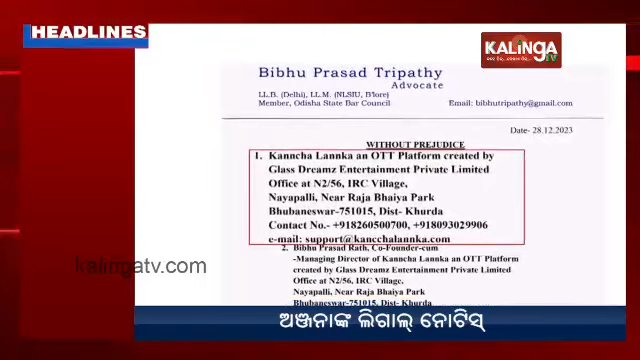 HEADLINES
KALINGA
TV
Bibhu Prasad Tripathy
Advocate
LL.B. (Delhi), LL.M. (NLSIU, B'lore)
Member, Odisha State Bar Council
Email: bibhutripathy@gmail.com
Date- 28.12.2023
WITHOUT PREJUDICE
1. Kanncha Lannka an OTT Platform created by
Glass Dreamz Entertainment Private Limited
Office at N2/56, IRC Village,
Nayapalli, Near Raja Bhaiya Park
Bhubaneswar-751015, Dist- Khurda
Contact No.- +918260500700, +918093029906
e-mail: support@kancchalannka.com
2. Bibhu Prasad Rath, Co-Founder-cum
-Managing Director of Kanncha Lannka an OTT Platform
created by Glass Dreamz Entertainment Private Limited
Office at N2/56, IRC Village,
Nayapalli, Near Raja Bhaiya Park
Bhubaneswar-751015, Dist- Khurda
kalingatv.com
ଅଞ୍ଜନାଙ୍କ ଲିଗାଲ୍ ନୋଟିସ୍